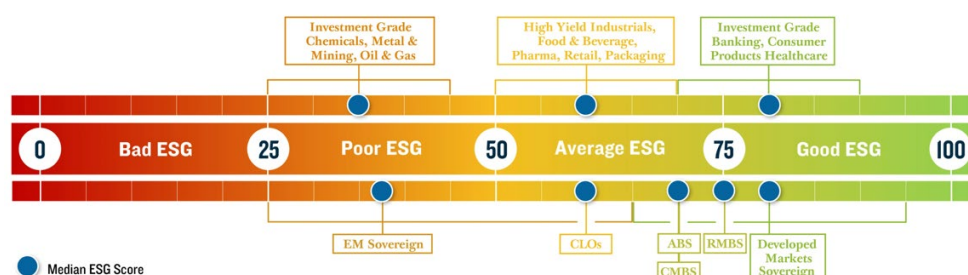 Investment Grade
Chemicals, Metal &
Mining, Oil & Gas
High Yield Industrials,
Food & Beverage,
Pharma, Retail, Packaging
Investment Grade
Banking, Consumer
Products Healthcare
0 Bad ESG 25 Poor ESG 50 Average ESG 75 Good ESG 100
EM Sovereign
CLOs
ABS
RMBS
Developed
Markets
Sovereign
CMBS
Median ESG Score